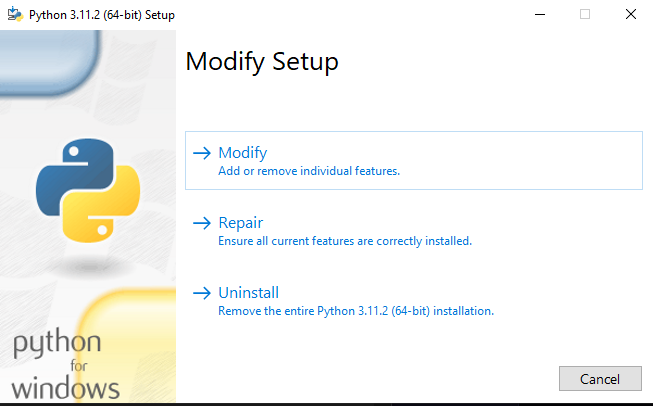 Python 3.11.2 (64-bit) Setup
Modify Setup
Modify
Add or remove individual features.
Repair
Ensure all current features are correctly installed.
Uninstall
Remove the entire Python 3.11.2 (64-bit) installation.
python
for
windows
Cancel